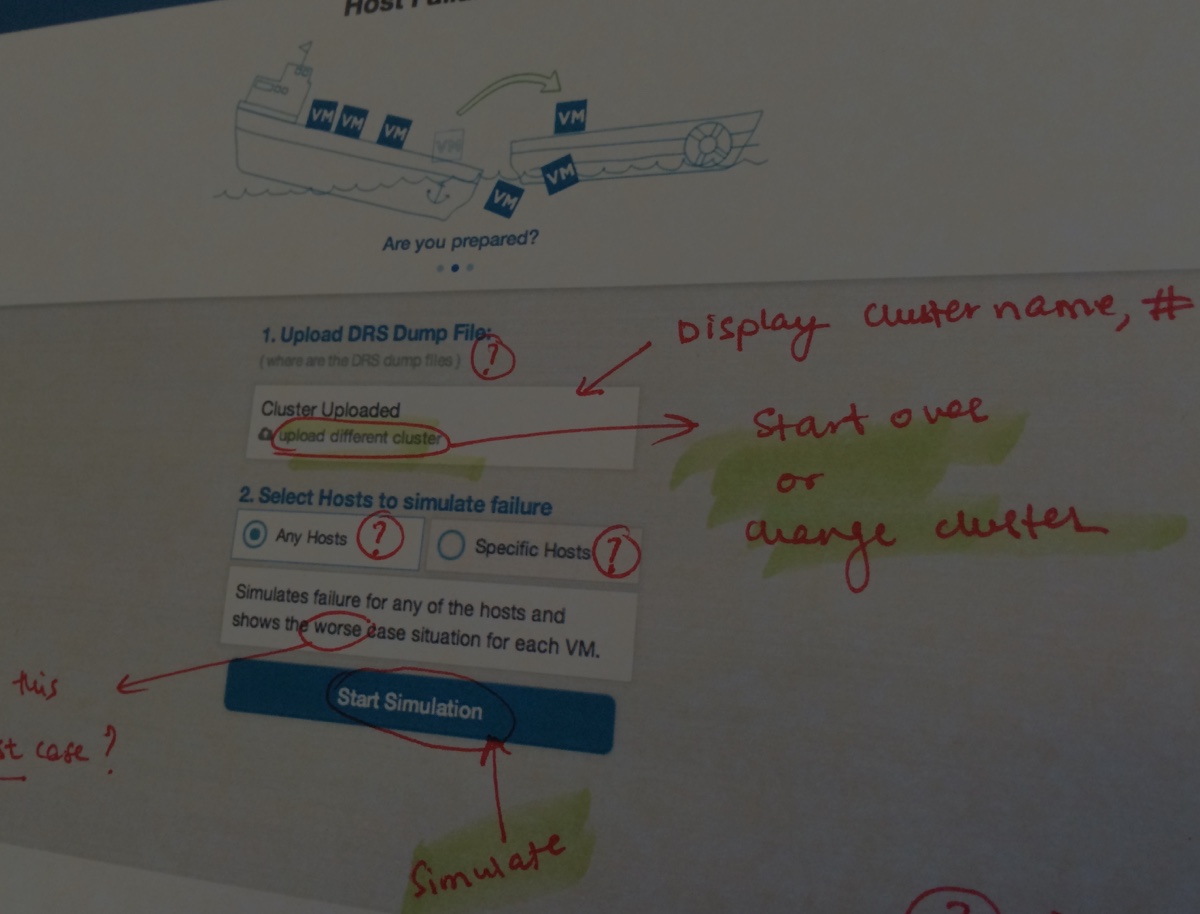 Host
VM VM VM VM VM
VM VM
Are you prepared?
1. Upload DRS Dump File:
(where are the DRS dump files) ?
Display cluster name, #
Cluster Uploaded
upload different cluster
Start over
or
change cluster
2. Select Hosts to simulate failure
Any Hosts ? Specific Hosts ?
Simulates failure for any of the hosts and
shows the worse case situation for each VM.
this
st case?
Start Simulation
Simulate
?